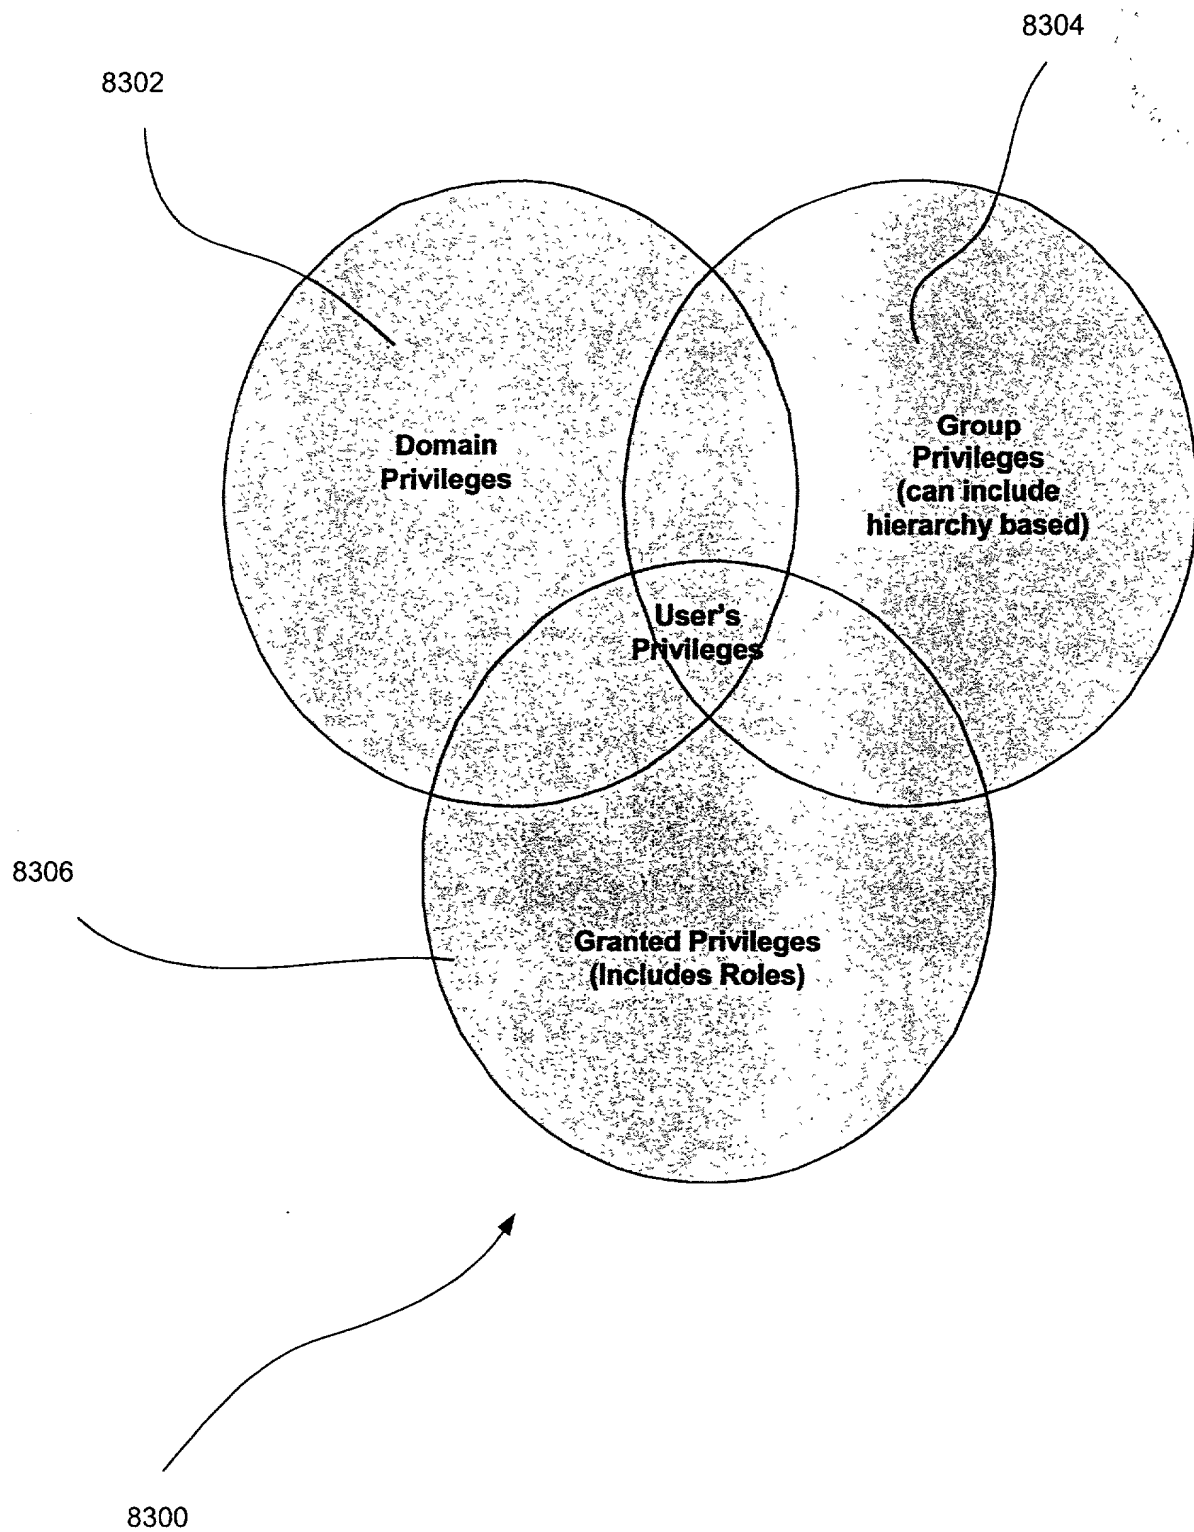 8304
8302
Domain
Privileges
Group
Privileges
(can include
hierarchy based)
User's
Privileges
8306
Granted Privileges
(Includes Roles)
8300